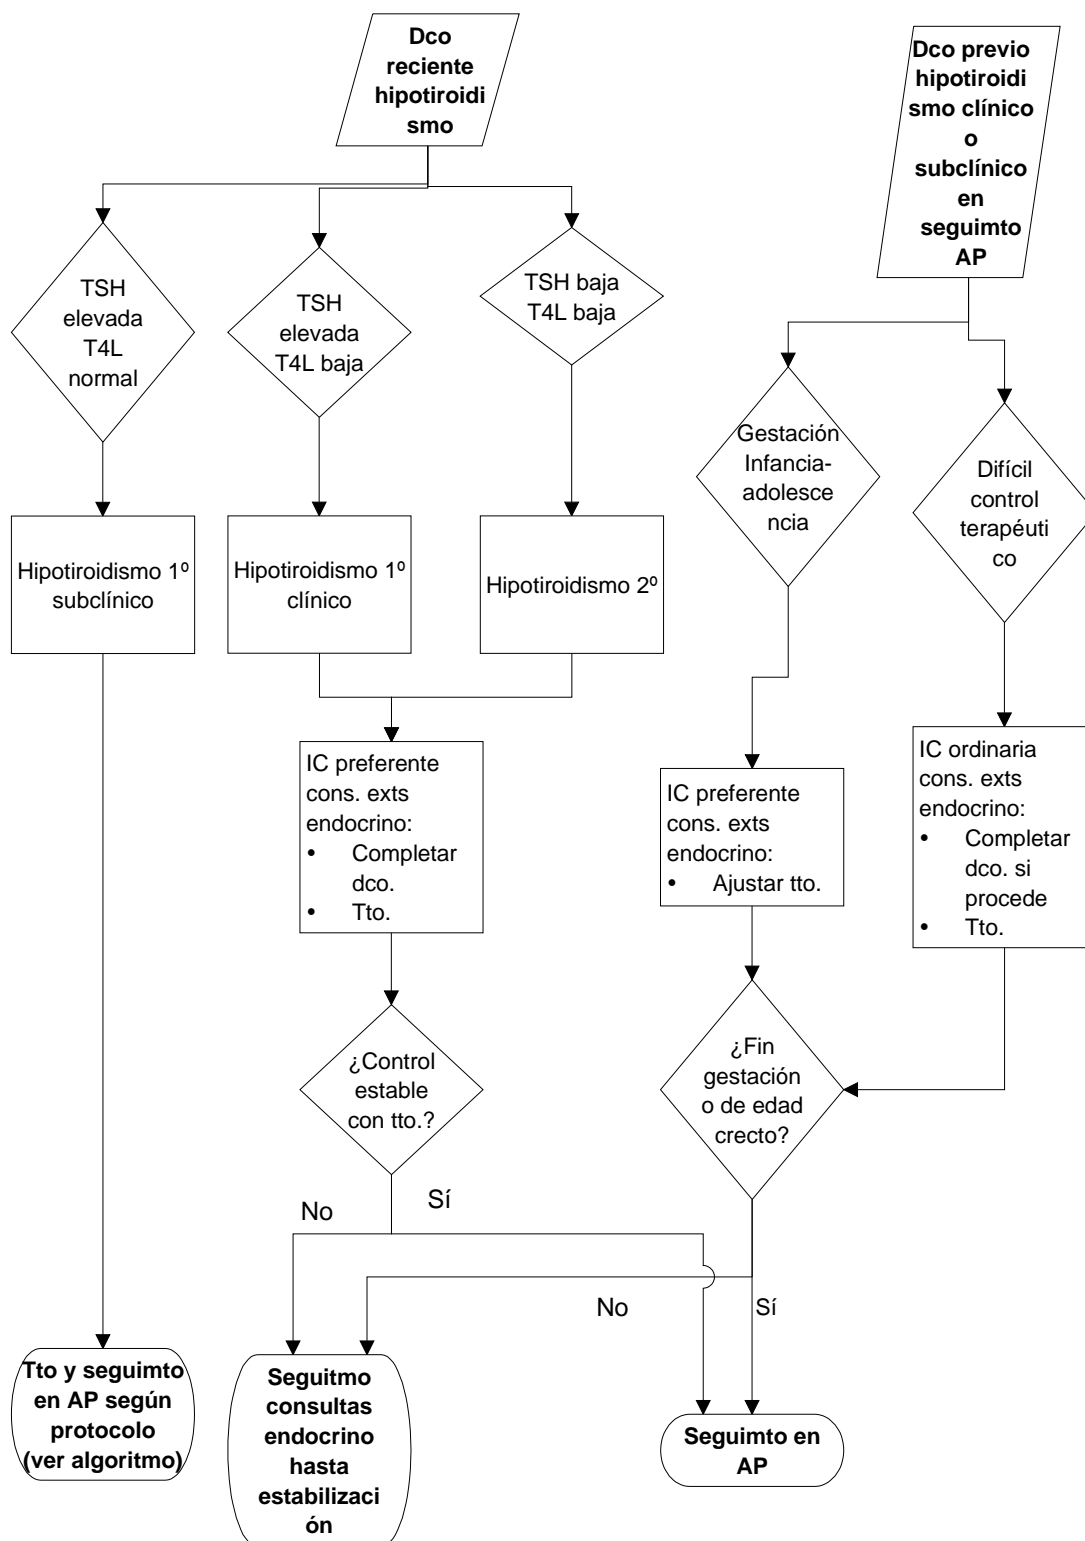 Dco
reciente
hipotiroidi
smo
Dco previo
hipotiroidi
smo clínico
o
subclínico
en
seguimto
AP
TSH
elevada
T4L
normal
TSH
elevada
T4L baja
TSH baja
T4L baja
Gestación
Infancia-
adolesce
ncia
Difícil
control
terapéuti
co
Hipotiroidismo 1º
subclínico
Hipotiroidismo 1º
clínico
Hipotiroidismo 2º
IC preferente
cons. exts
endocrino:
• Completar
dco.
• Tto.
IC preferente
cons. exts
endocrino:
• Ajustar tto.
IC ordinaria
cons. exts
endocrino:
• Completar
dco. si
procede
• Tto.
¿Control
estable
con tto.?
¿Fin
gestación
o de edad
crecto?
No
Sí
No
Sí
Tto y seguimto
en AP según
protocolo
(ver algoritmo)
Seguitmo
consultas
endocrino
hasta
estabilizaci
ón
Seguimto en
AP